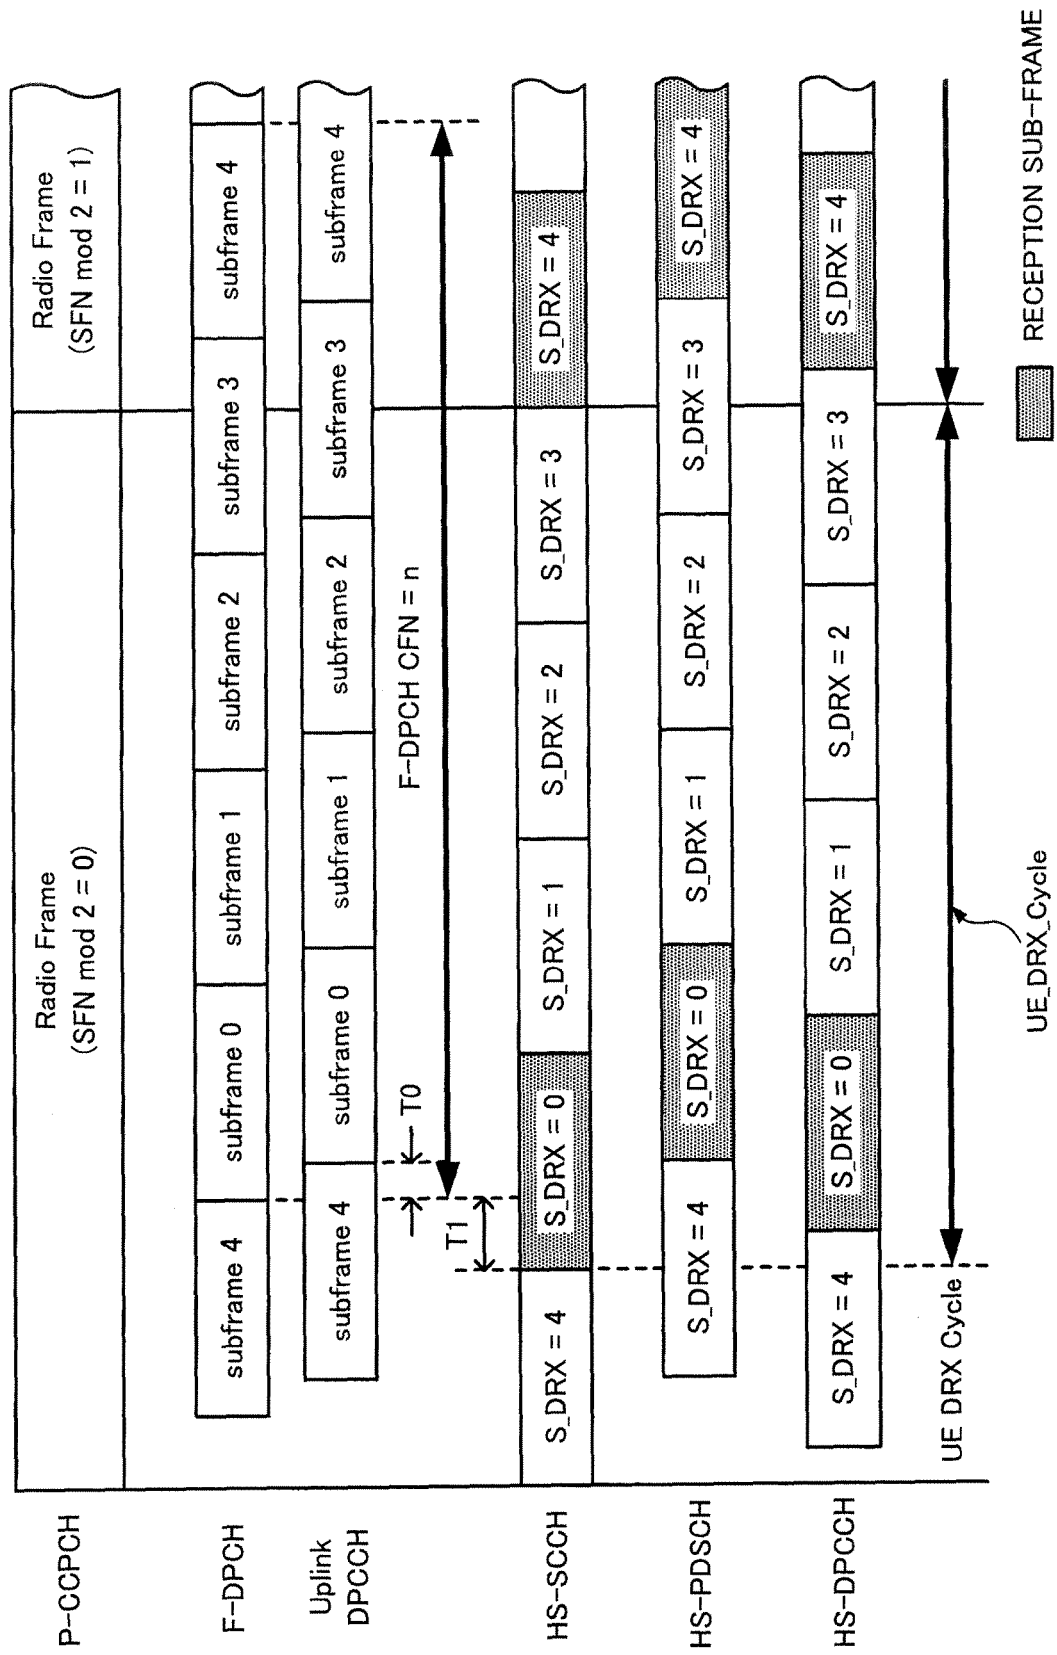 P-CCPCH
Radio Frame
(SFN mod 2 = 0)
Radio Frame
(SFN mod 2 = 1)
F-DPCH
subframe 4
subframe 0
subframe 1
subframe 2
subframe 3
subframe 4
Uplink
DPCCH
subframe 4
subframe 0
subframe 1
subframe 2
subframe 3
subframe 4
T0
F-DPCH CFN = n
T1
HS-SCCH
S_DRX = 4
S_DRX = 0
S_DRX = 1
S_DRX = 2
S_DRX = 3
S_DRX = 4
HS-PDSCH
S_DRX = 4
S_DRX = 0
S_DRX = 1
S_DRX = 2
S_DRX = 3
S_DRX = 4
HS-DPCCH
S_DRX = 4
S_DRX = 0
S_DRX = 1
S_DRX = 2
S_DRX = 3
S_DRX = 4
UE DRX Cycle
UE_DRX_Cycle
RECEPTION SUB-FRAME